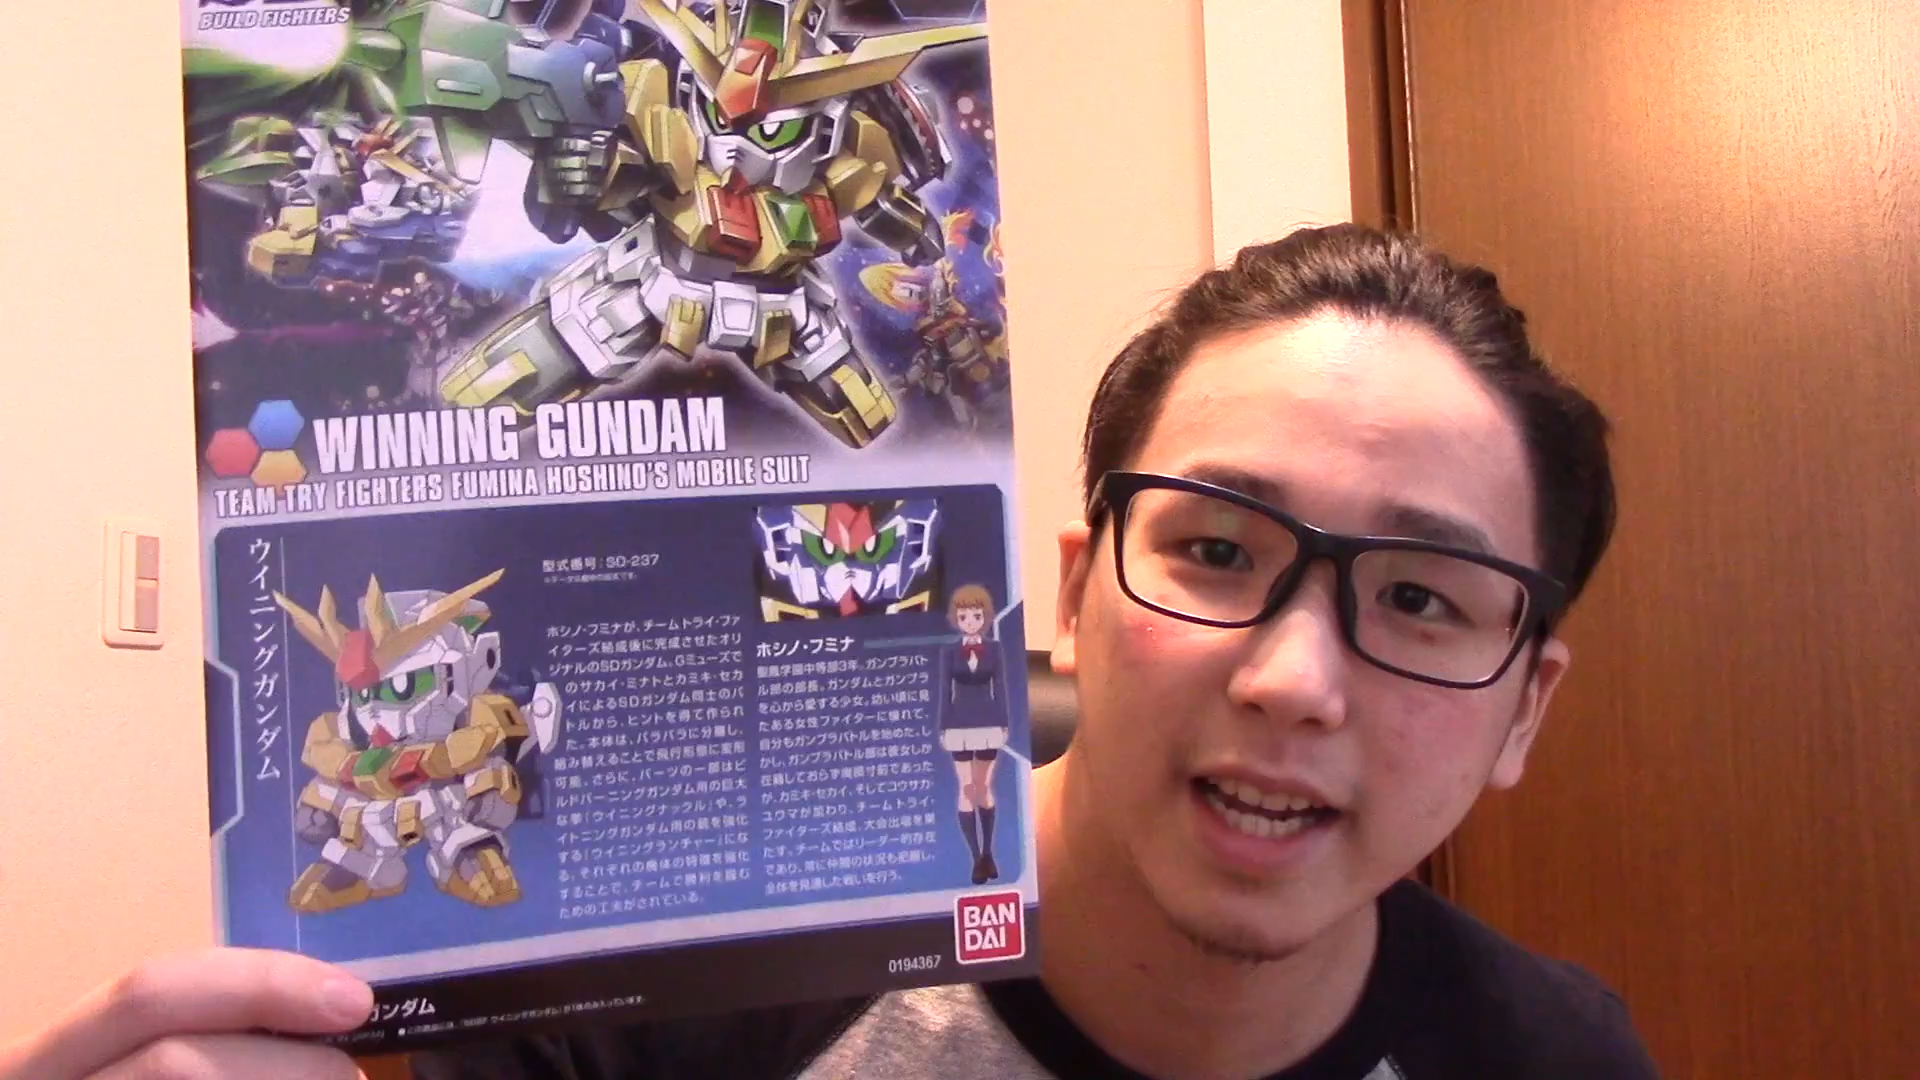 BUILD FIGHTERS
WINNING GUNDAM
TEAM TRY FIGHTERS FUMINA HOSHINO'S MOBILE SUIT
ウイニングガンダム
型式番号:SD-237
ホシノ・フミナが、チームトライ・ファ
イターズ結成後に完成させたオリ
ジナルのSDガンダム。Gミューズで
のサカイ・ミナトとカミキ・セカ
イによるSDガンダム同士のバ
トルから、ヒントを得て作られ
た。本体は、バラバラに分離し、
組み替えることで飛行形態に変形
可能。さらに、パーツの一部はビ
ルドバーニングガンダム用の巨大
な拳「ウイニングナックル」や、ラ
イトニングガンダム用の銃を強化
する「ウイニングランチャー」にな
る。それぞれの機体の特徴を強化
することで、チームで勝利を掴む
ための工夫がされている。
ホシノ・フミナ
聖鳳学園中等部3年。ガンプラバト
ル部の部長。ガンダムとガンプラ
を心から愛する少女。幼い頃に見
たある女性ファイターに憧れて、
自分もガンプラバトルを始めた。し
かし、ガンプラバトル部は彼女しか
在籍しておらず廃部寸前であった
が、カミキ・セカイ、そしてコウサカ・
ユウマが加わり、チームトライ・
ファイターズ結成、大会出場を果
たす。チームではリーダー的存在
であり、常に仲間の状況も把握し、
全体を見通した戦いを行う。
BAN
DAI
0194367
ガンダム